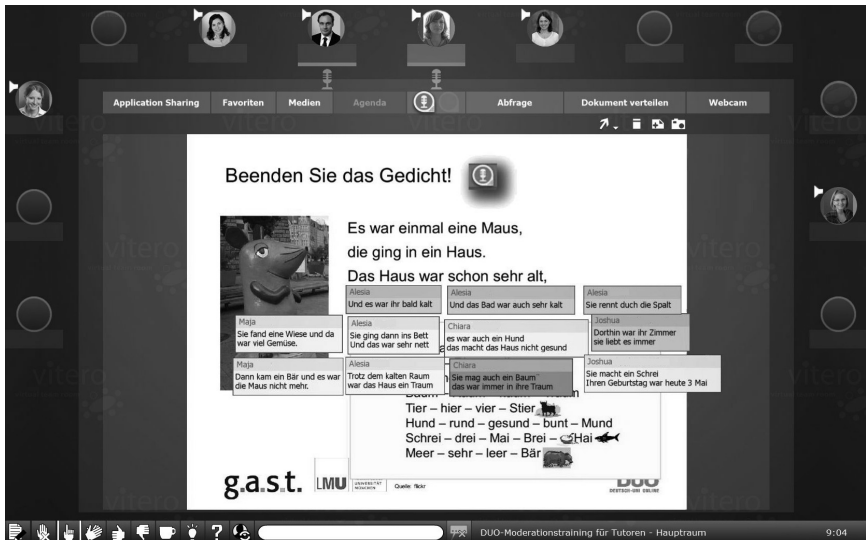 Application Sharing Favoriten Medien Agenda Abfrage Dokument verteilen Webcam
Beenden Sie das Gedicht!
Es war einmal eine Maus,
die ging in ein Haus.
Das Haus war schon sehr alt,
Alesia
Und es war ihr bald kalt
Alesia
Und das Bad war auch sehr kalt
Alesia
Sie rennt duch die Spalt
Maja
Sie fand eine Wiese und da
war viel Gemüse.
Alesia
Sie ging dann ins Bett
Und das war sehr nett
Chiara
es war auch ein Hund
das macht das Haus nicht gesund
Joshua
Dorthin war ihr Zimmer
sie liebt es immer
Maja
Dann kam ein Bär und es war
die Maus nicht mehr.
Alesia
Trotz dem kalten Raum
war das Haus ein Traum
Chiara
Sie mag auch ein Baum
das war immer in ihre Traum
Joshua
Sie macht ein Schrei
Ihren Geburtstag war heute 3 Mai
Tier – hier – vier – Stier
Hund – rund – gesund – bunt – Mund
Schrei – drei – Mai – Brei – Hai
Meer – sehr – leer – Bär
g.a.s.t. LMU UNIVERSITÄT MÜNCHEN Quelle: flickr DUO
DEUTSCH-UNI ONLINE
vitero
DUO-Moderationstraining für Tutoren - Hauptraum 9:04